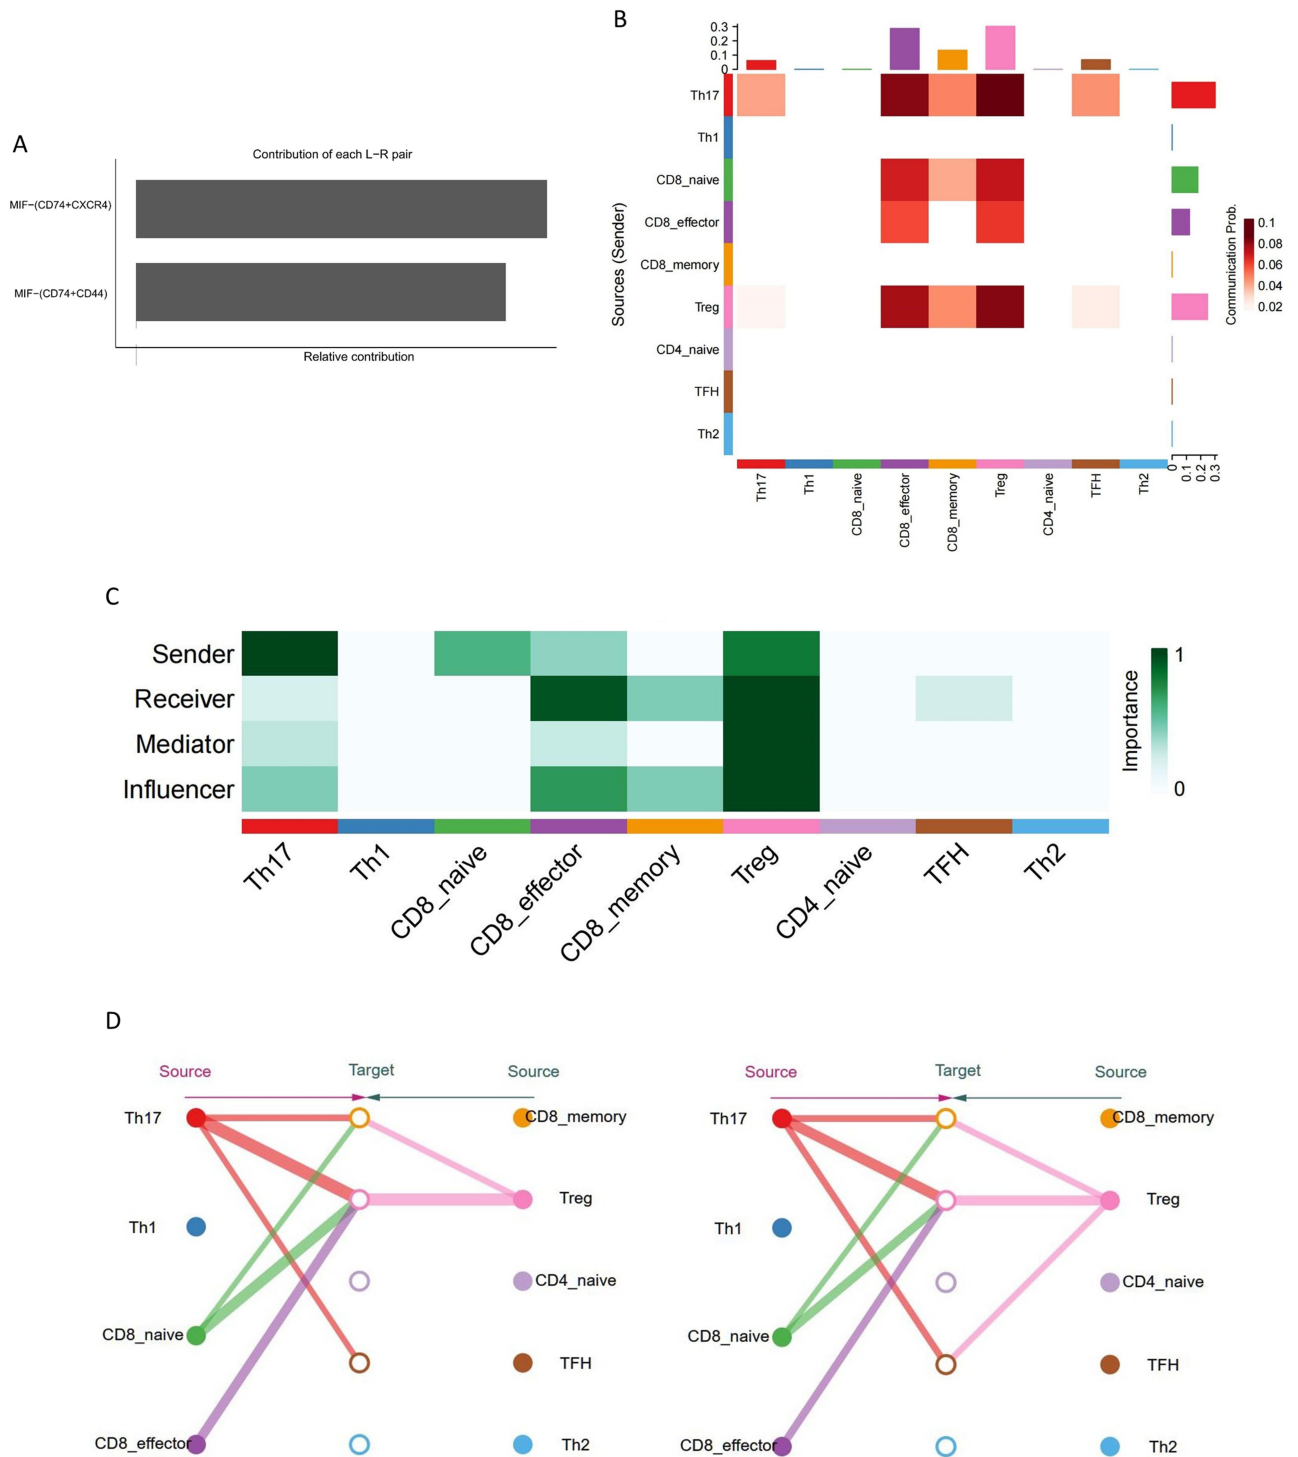 A
Contribution of each L−R pair
MIF−(CD74+CXCR4)
MIF−(CD74+CD44)
Relative contribution
B
0.3
0.2
0.1
0
Sources (Sender)
Th17
Th1
CD8_naive
CD8_effector
CD8_memory
Treg
CD4_naive
TFH
Th2
Th17
Th1
CD8_naive
CD8_effector
CD8_memory
Treg
CD4_naive
TFH
Th2
0
0.1
0.2
0.3
Communication Prob.
0.1
0.08
0.06
0.04
0.02
C
Sender
Receiver
Mediator
Influencer
Th17
Th1
CD8_naive
CD8_effector
CD8_memory
Treg
CD4_naive
TFH
Th2
Importance
1
0
D
Source
Target
Source
Th17
CD8_memory
Treg
Th1
CD4_naive
CD8_naive
TFH
CD8_effector
Th2
Source
Target
Source
Th17
CD8_memory
Treg
Th1
CD4_naive
CD8_naive
TFH
CD8_effector
Th2